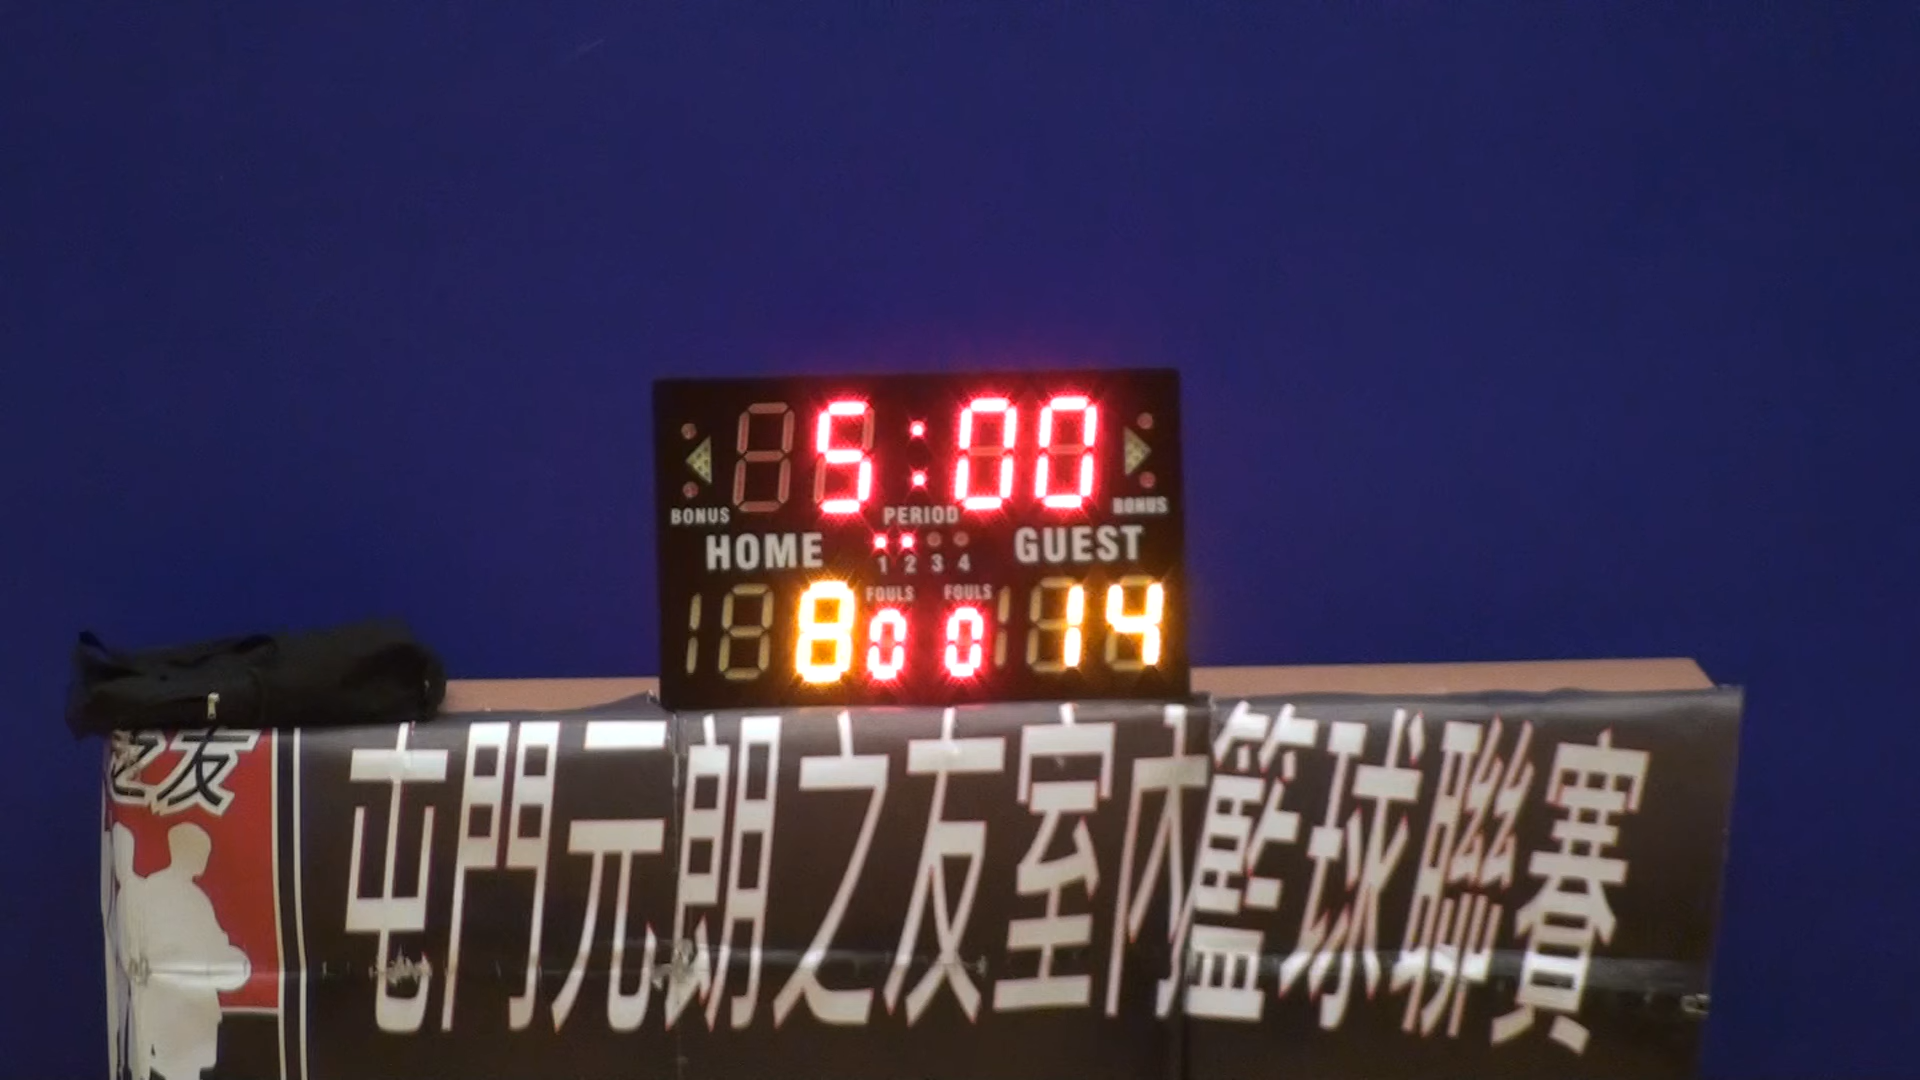 5:00
BONUS PERIOD BONUS
HOME GUEST
1 2 3 4
FOULS FOULS
8 0 0 14
之友
屯門元朗之友室內籃球聯賽